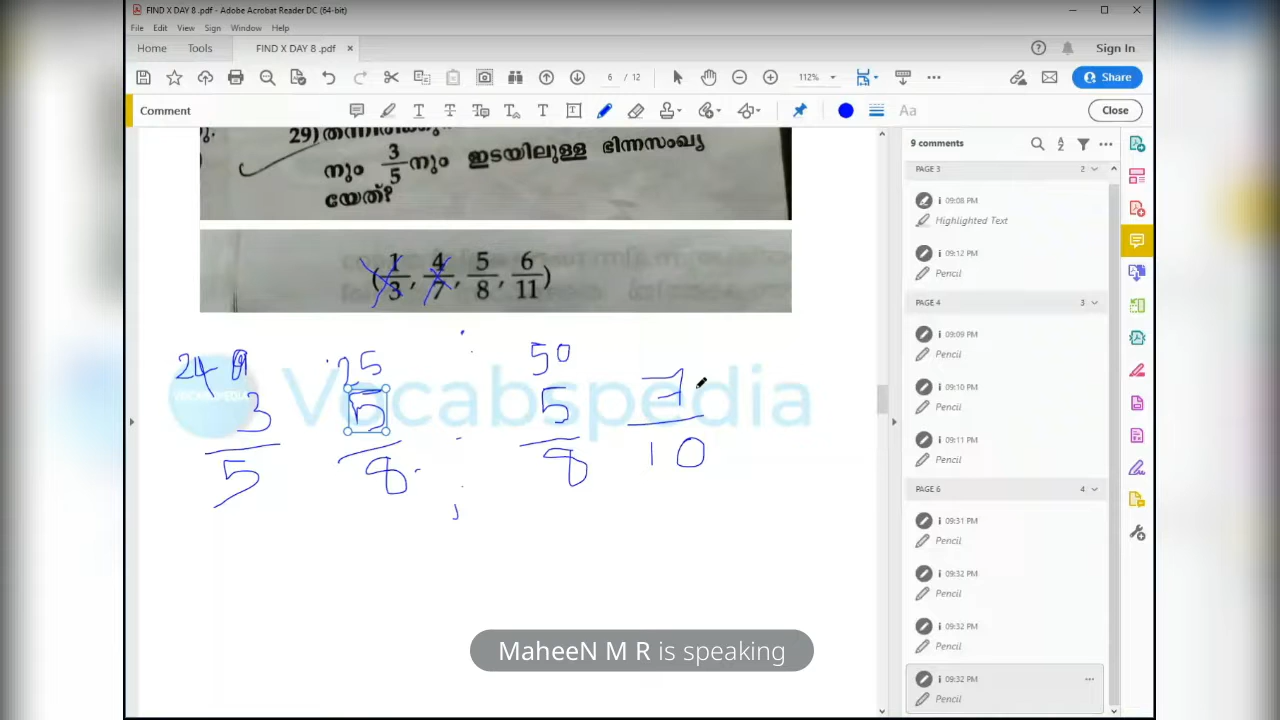 FIND X DAY 8 .pdf - Adobe Acrobat Reader DC (64-bit)
File Edit View Sign Window Help
Home Tools FIND X DAY 8 .pdf × Sign In
6 / 12 112% Share
Comment Aa Close
9 comments
29)
നും 3/5 നും ഇടയിലുള്ള ഭിന്നസംഖ്യ
യേത്?
(1/3, 4/7, 5/8, 6/11)
24 25 50
3/5 5/8 5/8 7/10
Vocabspedia
PAGE 3 2
i 09:08 PM
Highlighted Text
i 09:12 PM
Pencil
PAGE 4 3
i 09:09 PM
Pencil
i 09:10 PM
Pencil
i 09:11 PM
Pencil
PAGE 6 4
i 09:31 PM
Pencil
i 09:32 PM
Pencil
i 09:32 PM
Pencil
i 09:32 PM
Pencil
MaheeN M R is speaking